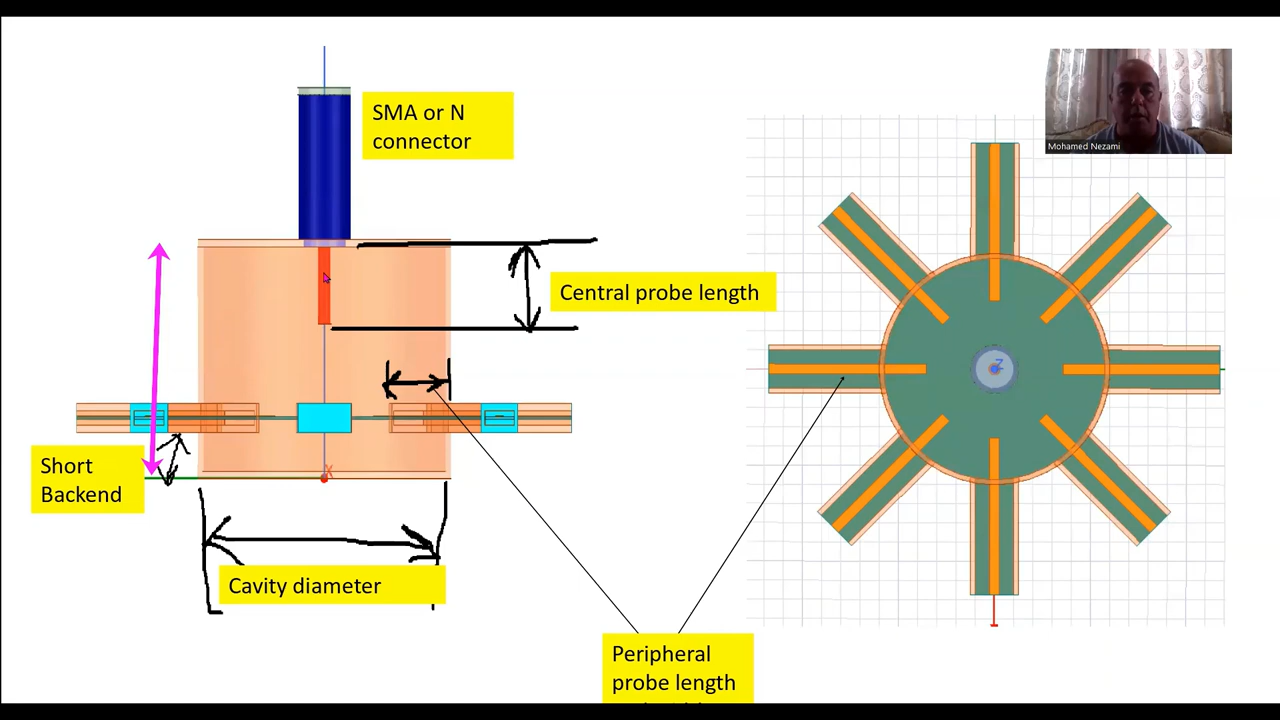 SMA or N
connector
Mohamed Nezami
Central probe length
Z
Short
Backend
X
Cavity diameter
Peripheral
probe length